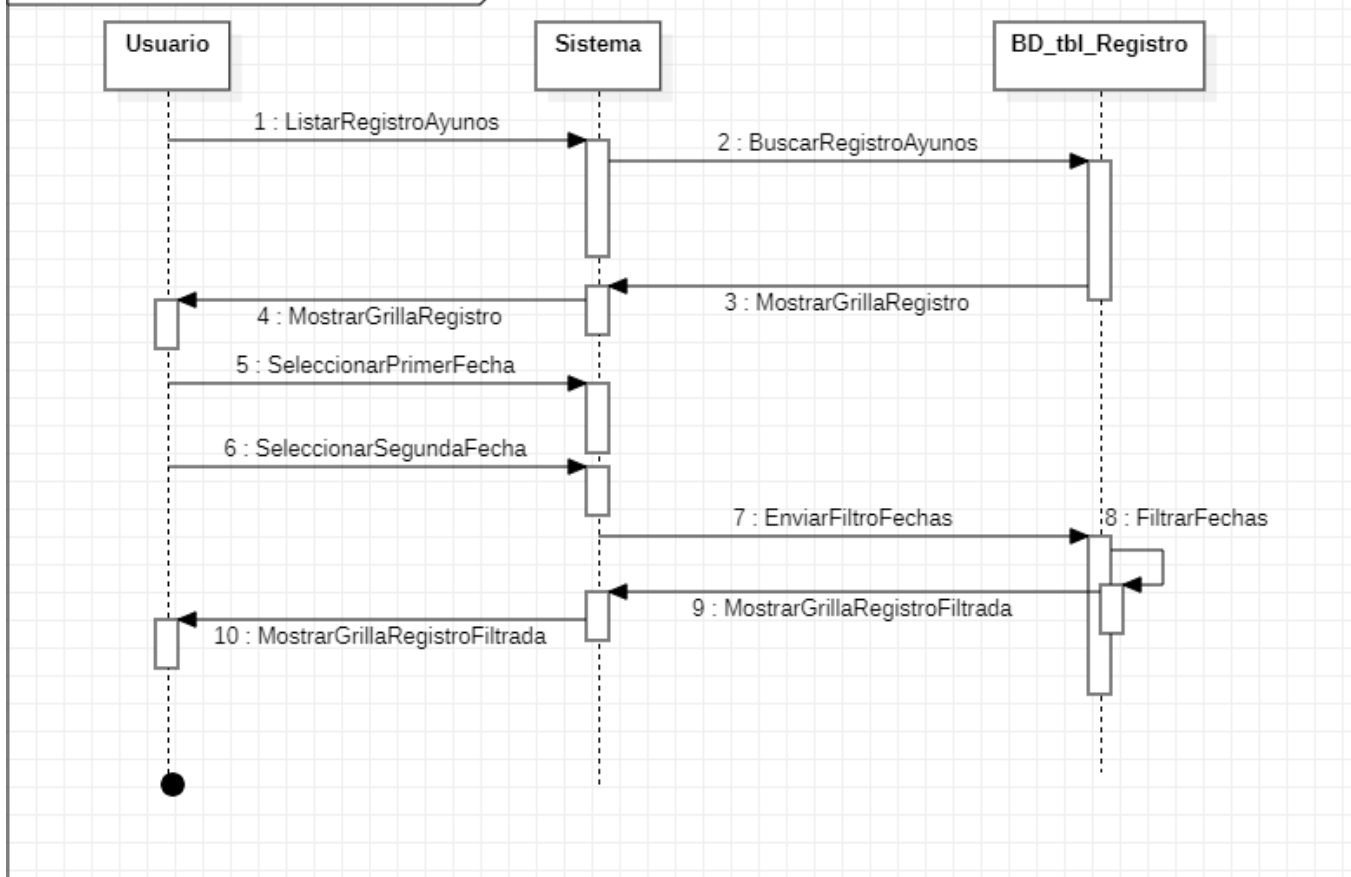 Usuario
Sistema
BD_tbl_Registro
1 : ListarRegistroAyunos
2 : BuscarRegistroAyunos
3 : MostrarGrillaRegistro
4 : MostrarGrillaRegistro
5 : SeleccionarPrimerFecha
6 : SeleccionarSegundaFecha
7 : EnviarFiltroFechas
8 : FiltrarFechas
9 : MostrarGrillaRegistroFiltrada
10 : MostrarGrillaRegistroFiltrada